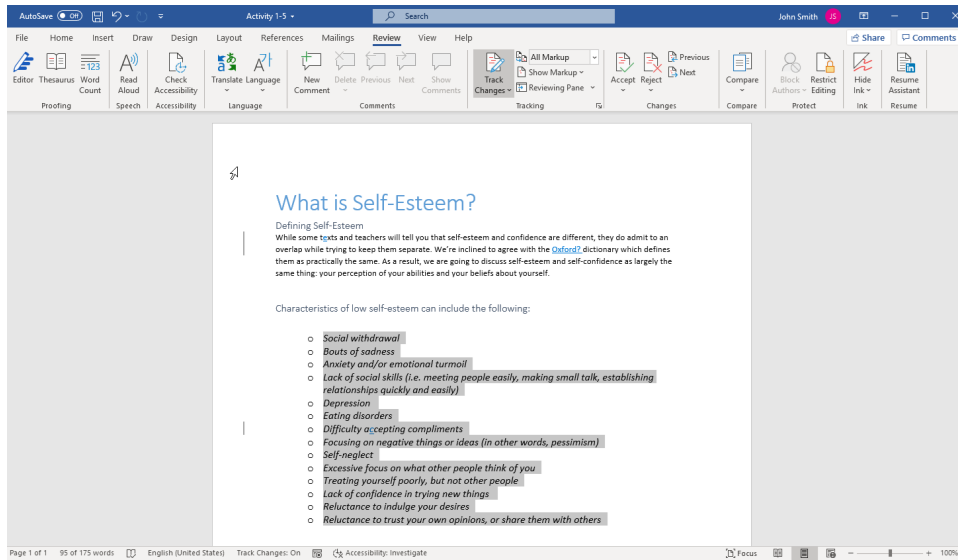 AutoSave Off Activity 1-5 Search John Smith JS
File Home Insert Draw Design Layout References Mailings Review View Help Share Comments
Editor Thesaurus Word Count Read Aloud Check Accessibility Translate Language New Comment Delete Previous Next Show Comments Track Changes All Markup Show Markup Reviewing Pane Accept Reject Previous Next Compare Block Authors Restrict Editing Hide Ink Resume Assistant
Proofing Speech Accessibility Language Comments Tracking Changes Compare Protect Ink Resume
What is Self-Esteem?
Defining Self-Esteem
While some texts and teachers will tell you that self-esteem and confidence are different, they do admit to an
overlap while trying to keep them separate. We're inclined to agree with the Oxford? dictionary which defines
them as practically the same. As a result, we are going to discuss self-esteem and self-confidence as largely the
same thing: your perception of your abilities and your beliefs about yourself.
Characteristics of low self-esteem can include the following:
o Social withdrawal
o Bouts of sadness
o Anxiety and/or emotional turmoil
o Lack of social skills (i.e. meeting people easily, making small talk, establishing
relationships quickly and easily)
o Depression
o Eating disorders
o Difficulty accepting compliments
o Focusing on negative things or ideas (in other words, pessimism)
o Self-neglect
o Excessive focus on what other people think of you
o Treating yourself poorly, but not other people
o Lack of confidence in trying new things
o Reluctance to indulge your desires
o Reluctance to trust your own opinions, or share them with others
Page 1 of 1 95 of 175 words English (United States) Track Changes: On Accessibility: Investigate Focus 100%